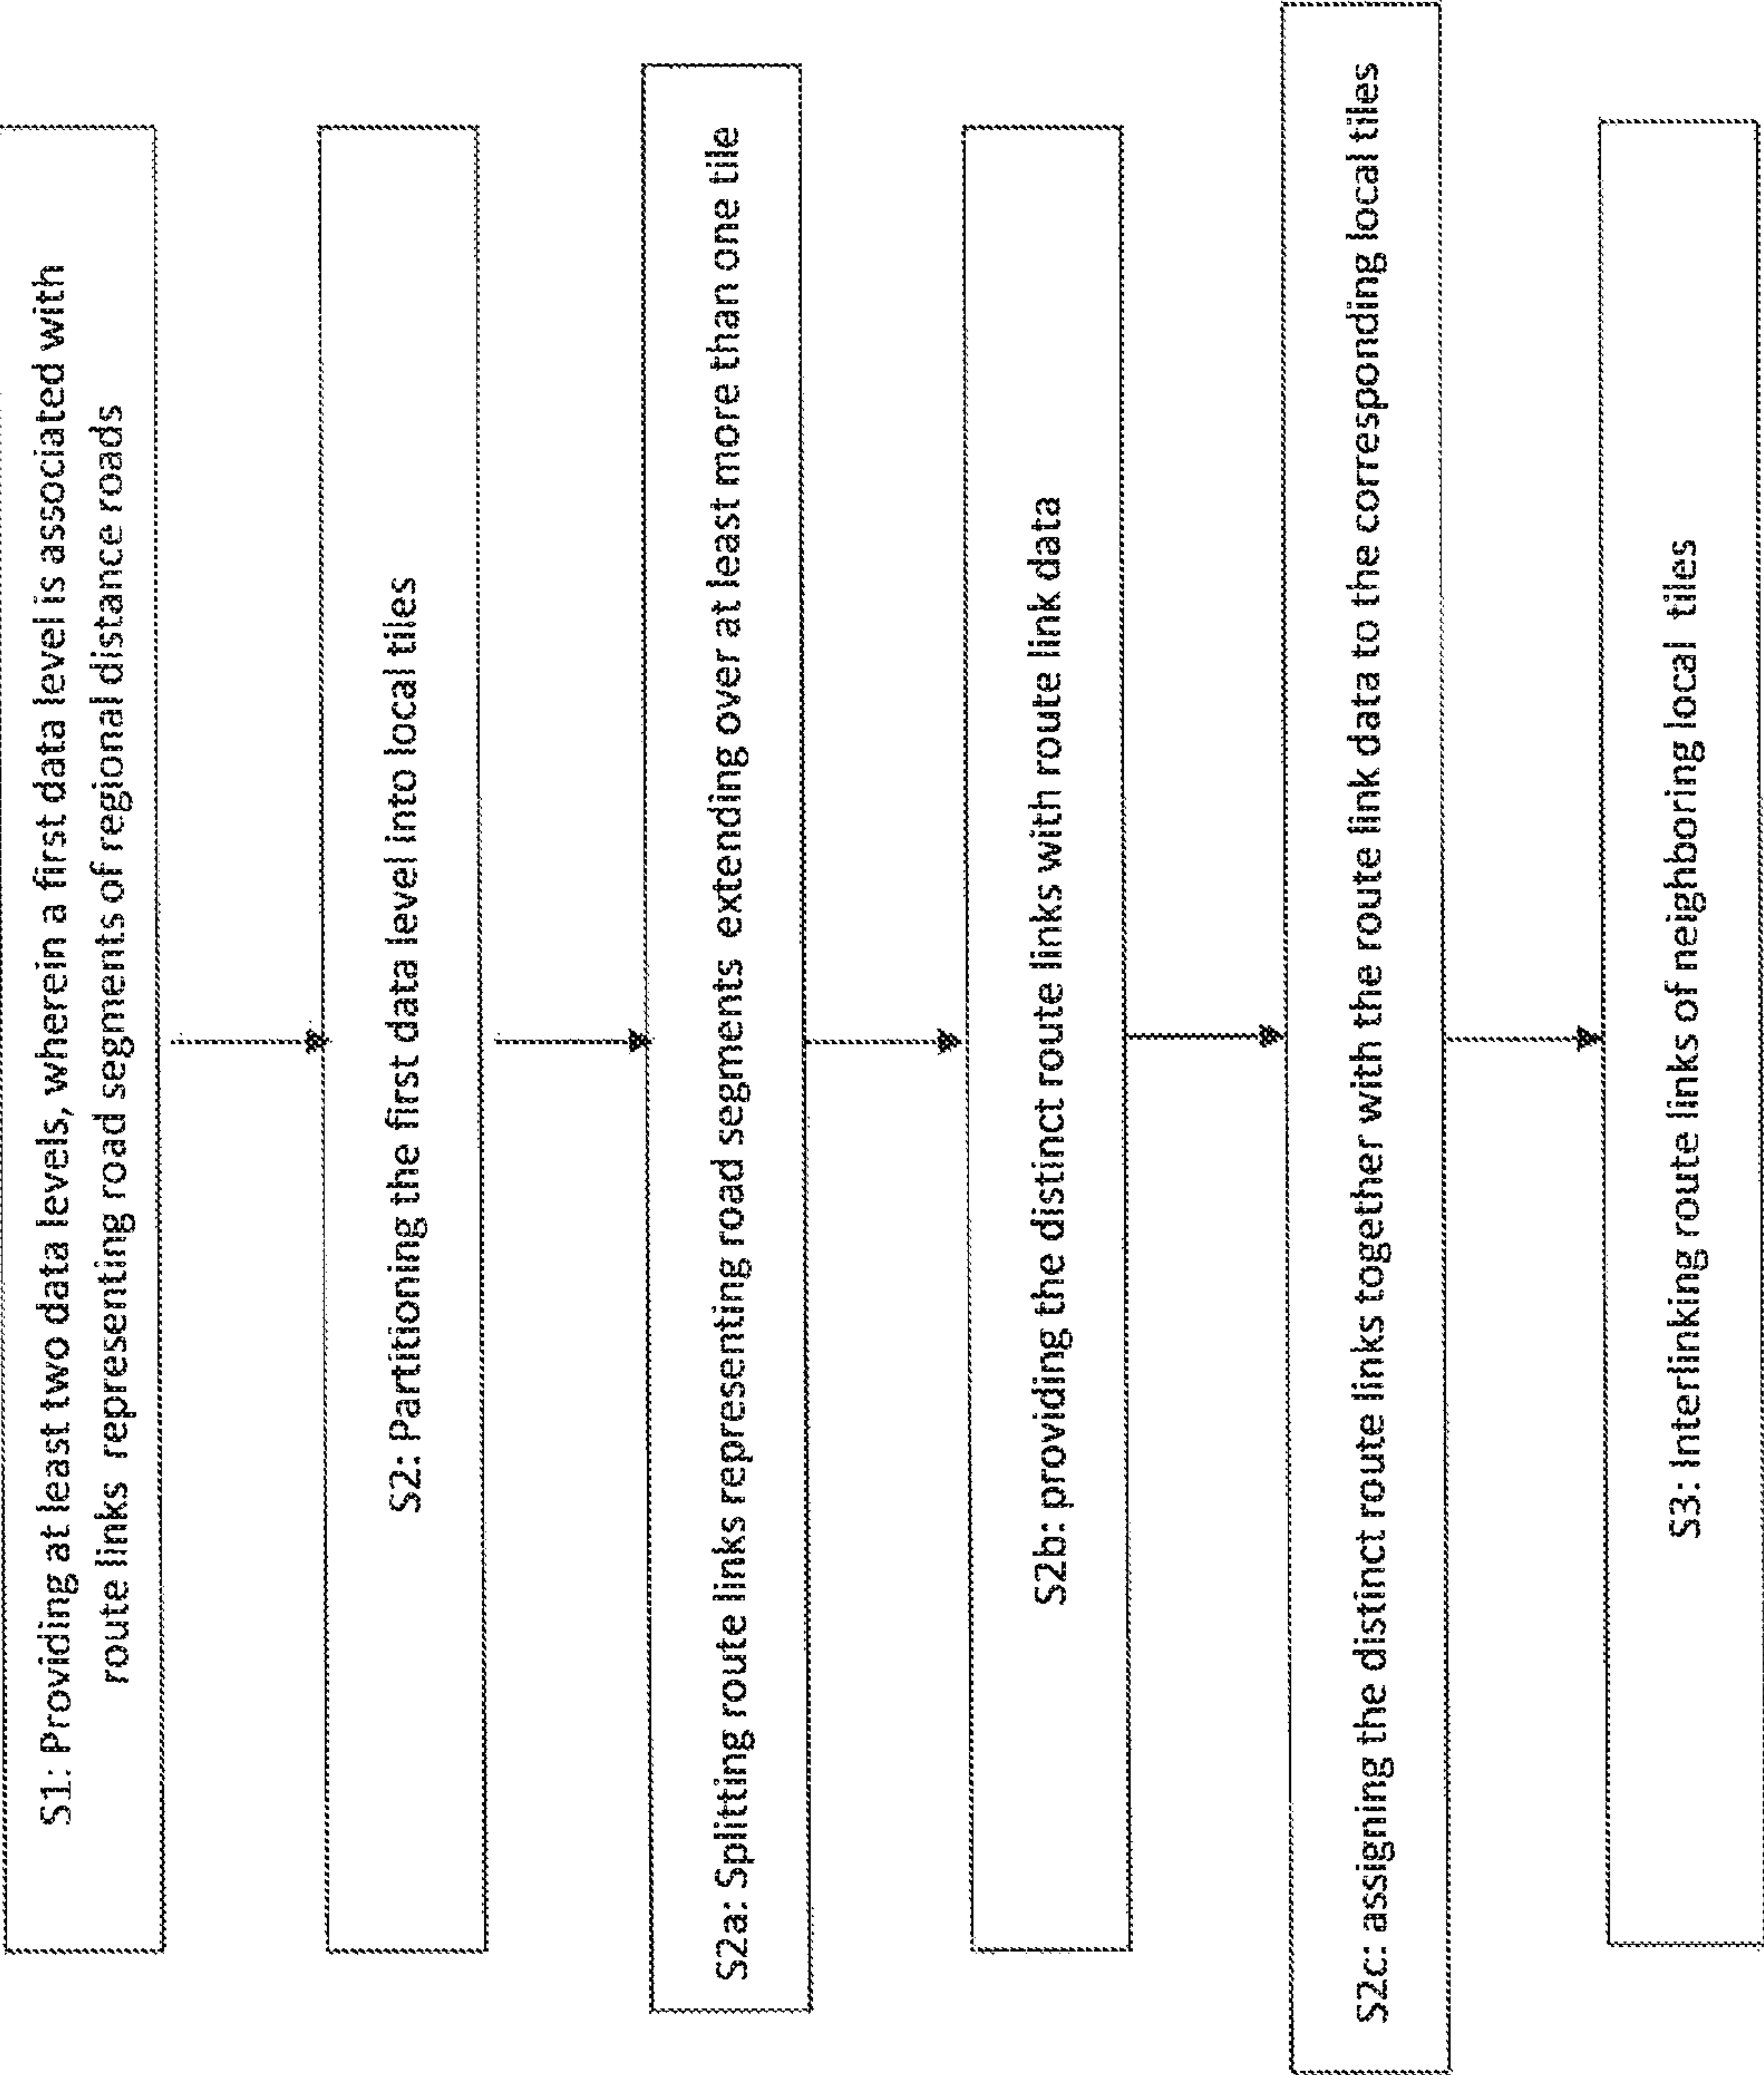 S1: Providing at least two data levels, wherein a first data level is associated with
route links representing road segments of regional distance roads
S2: Partitioning the first data level into local tiles
S2a: Splitting route links representing road segments extending over at least more than one tile
S2b: providing the distinct route links with route link data
S2c: assigning the distinct route links together with the route link data to the corresponding local tiles
S3: Interlinking route links of neighboring local tiles